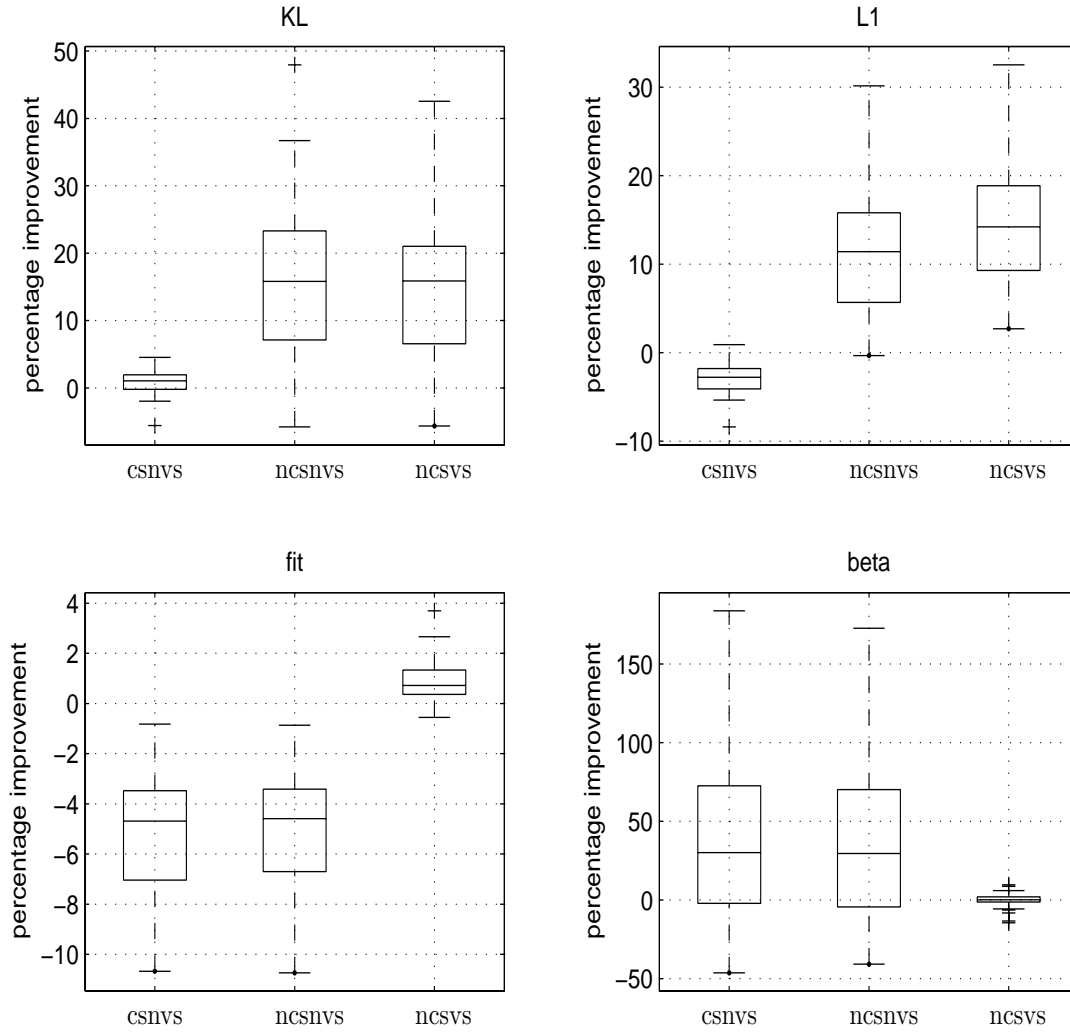 KL
percentage improvement
50
40
30
20
10
0
csnvs
ncsnvs
ncsvs
L1
percentage improvement
30
20
10
0
−10
csnvs
ncsnvs
ncsvs
fit
percentage improvement
4
2
0
−2
−4
−6
−8
−10
csnvs
ncsnvs
ncsvs
beta
percentage improvement
150
100
50
0
−50
csnvs
ncsnvs
ncsvs